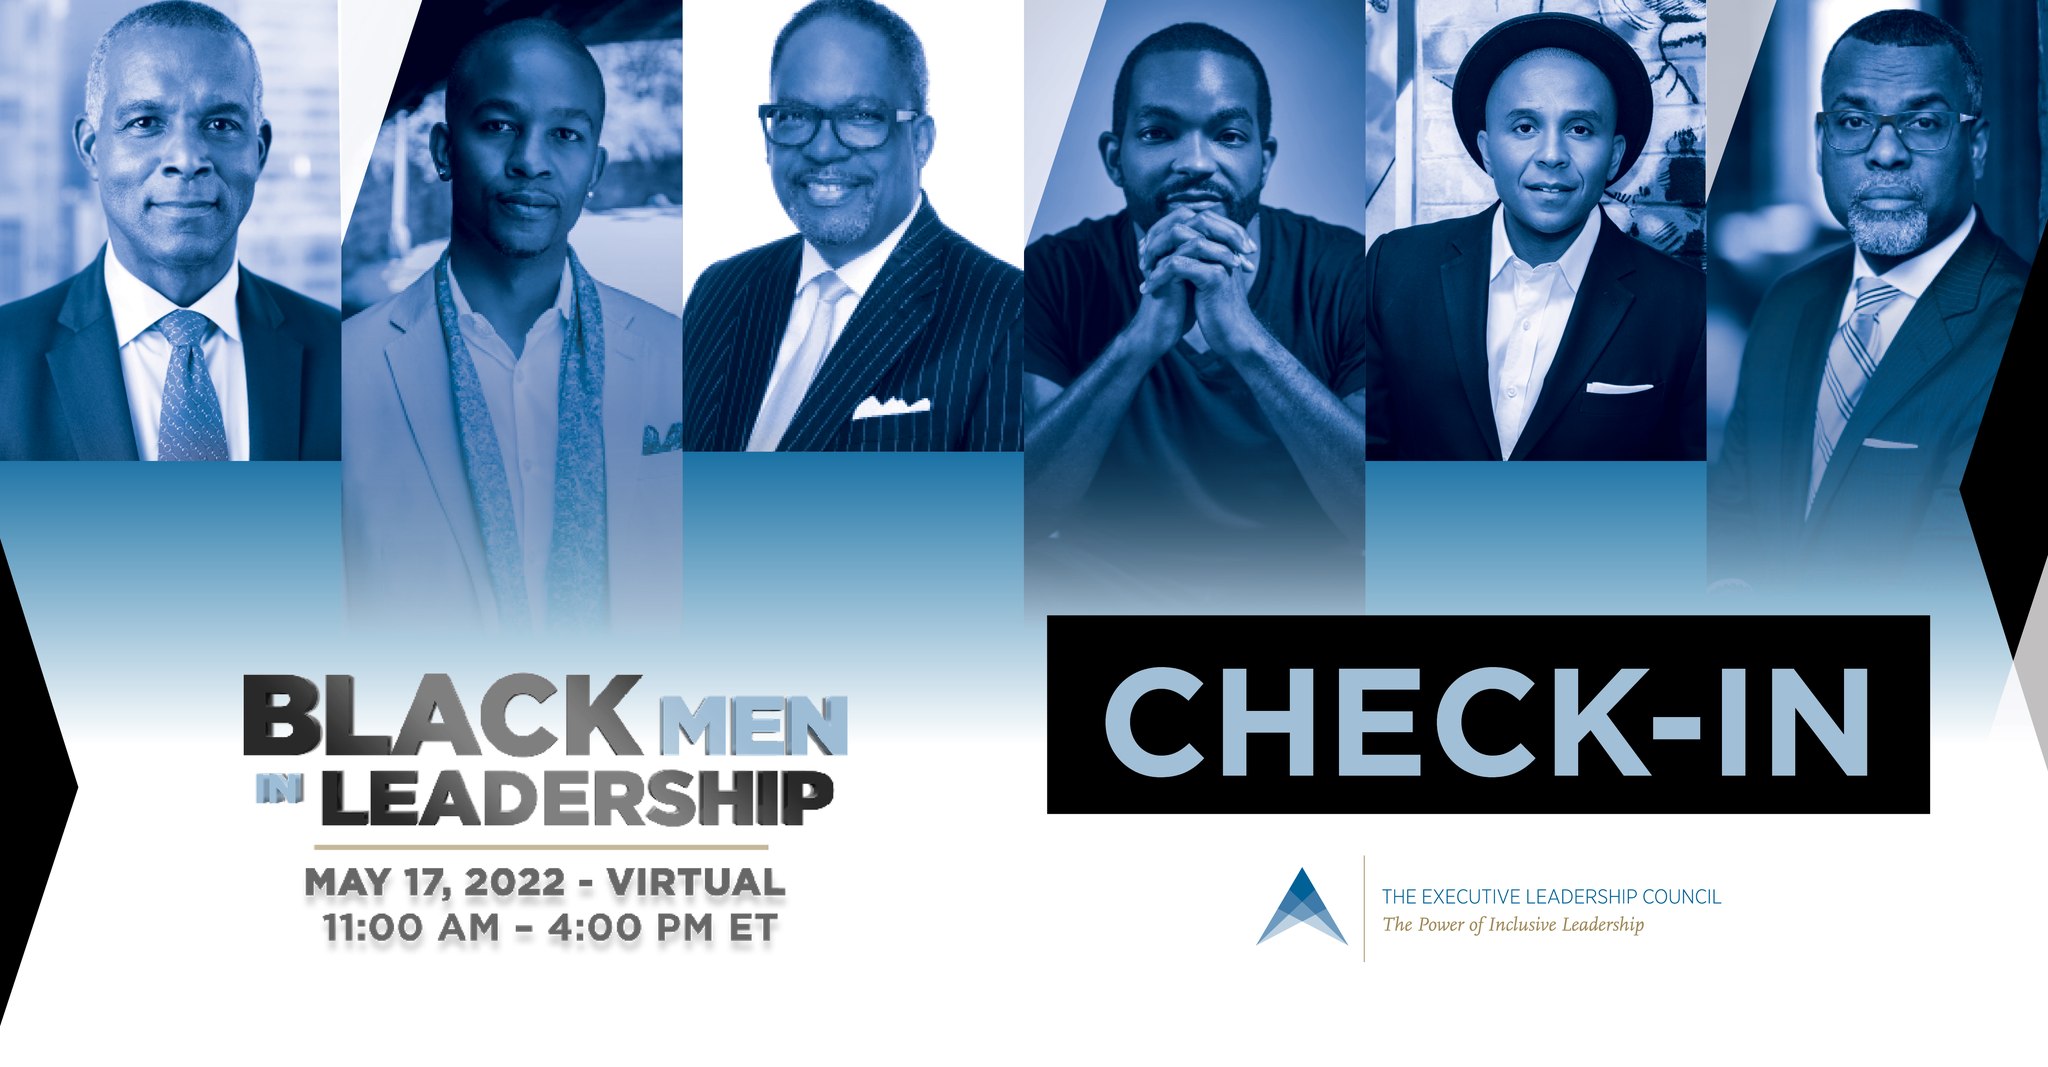 BLACK MEN
IN LEADERSHIP
MAY 17, 2022 - VIRTUAL
11:00 AM – 4:00 PM ET
CHECK-IN
THE EXECUTIVE LEADERSHIP COUNCIL
The Power of Inclusive Leadership